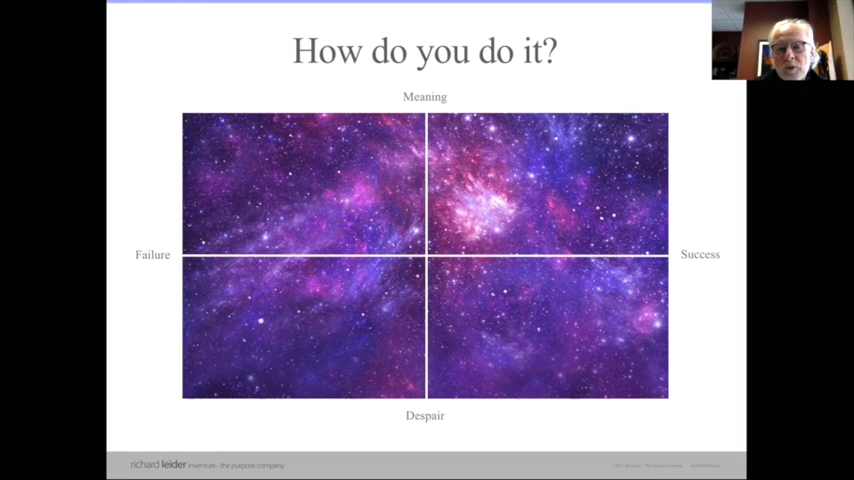 How do you do it?
Meaning
Failure
Success
Despair
richard leider inventure - the purpose company